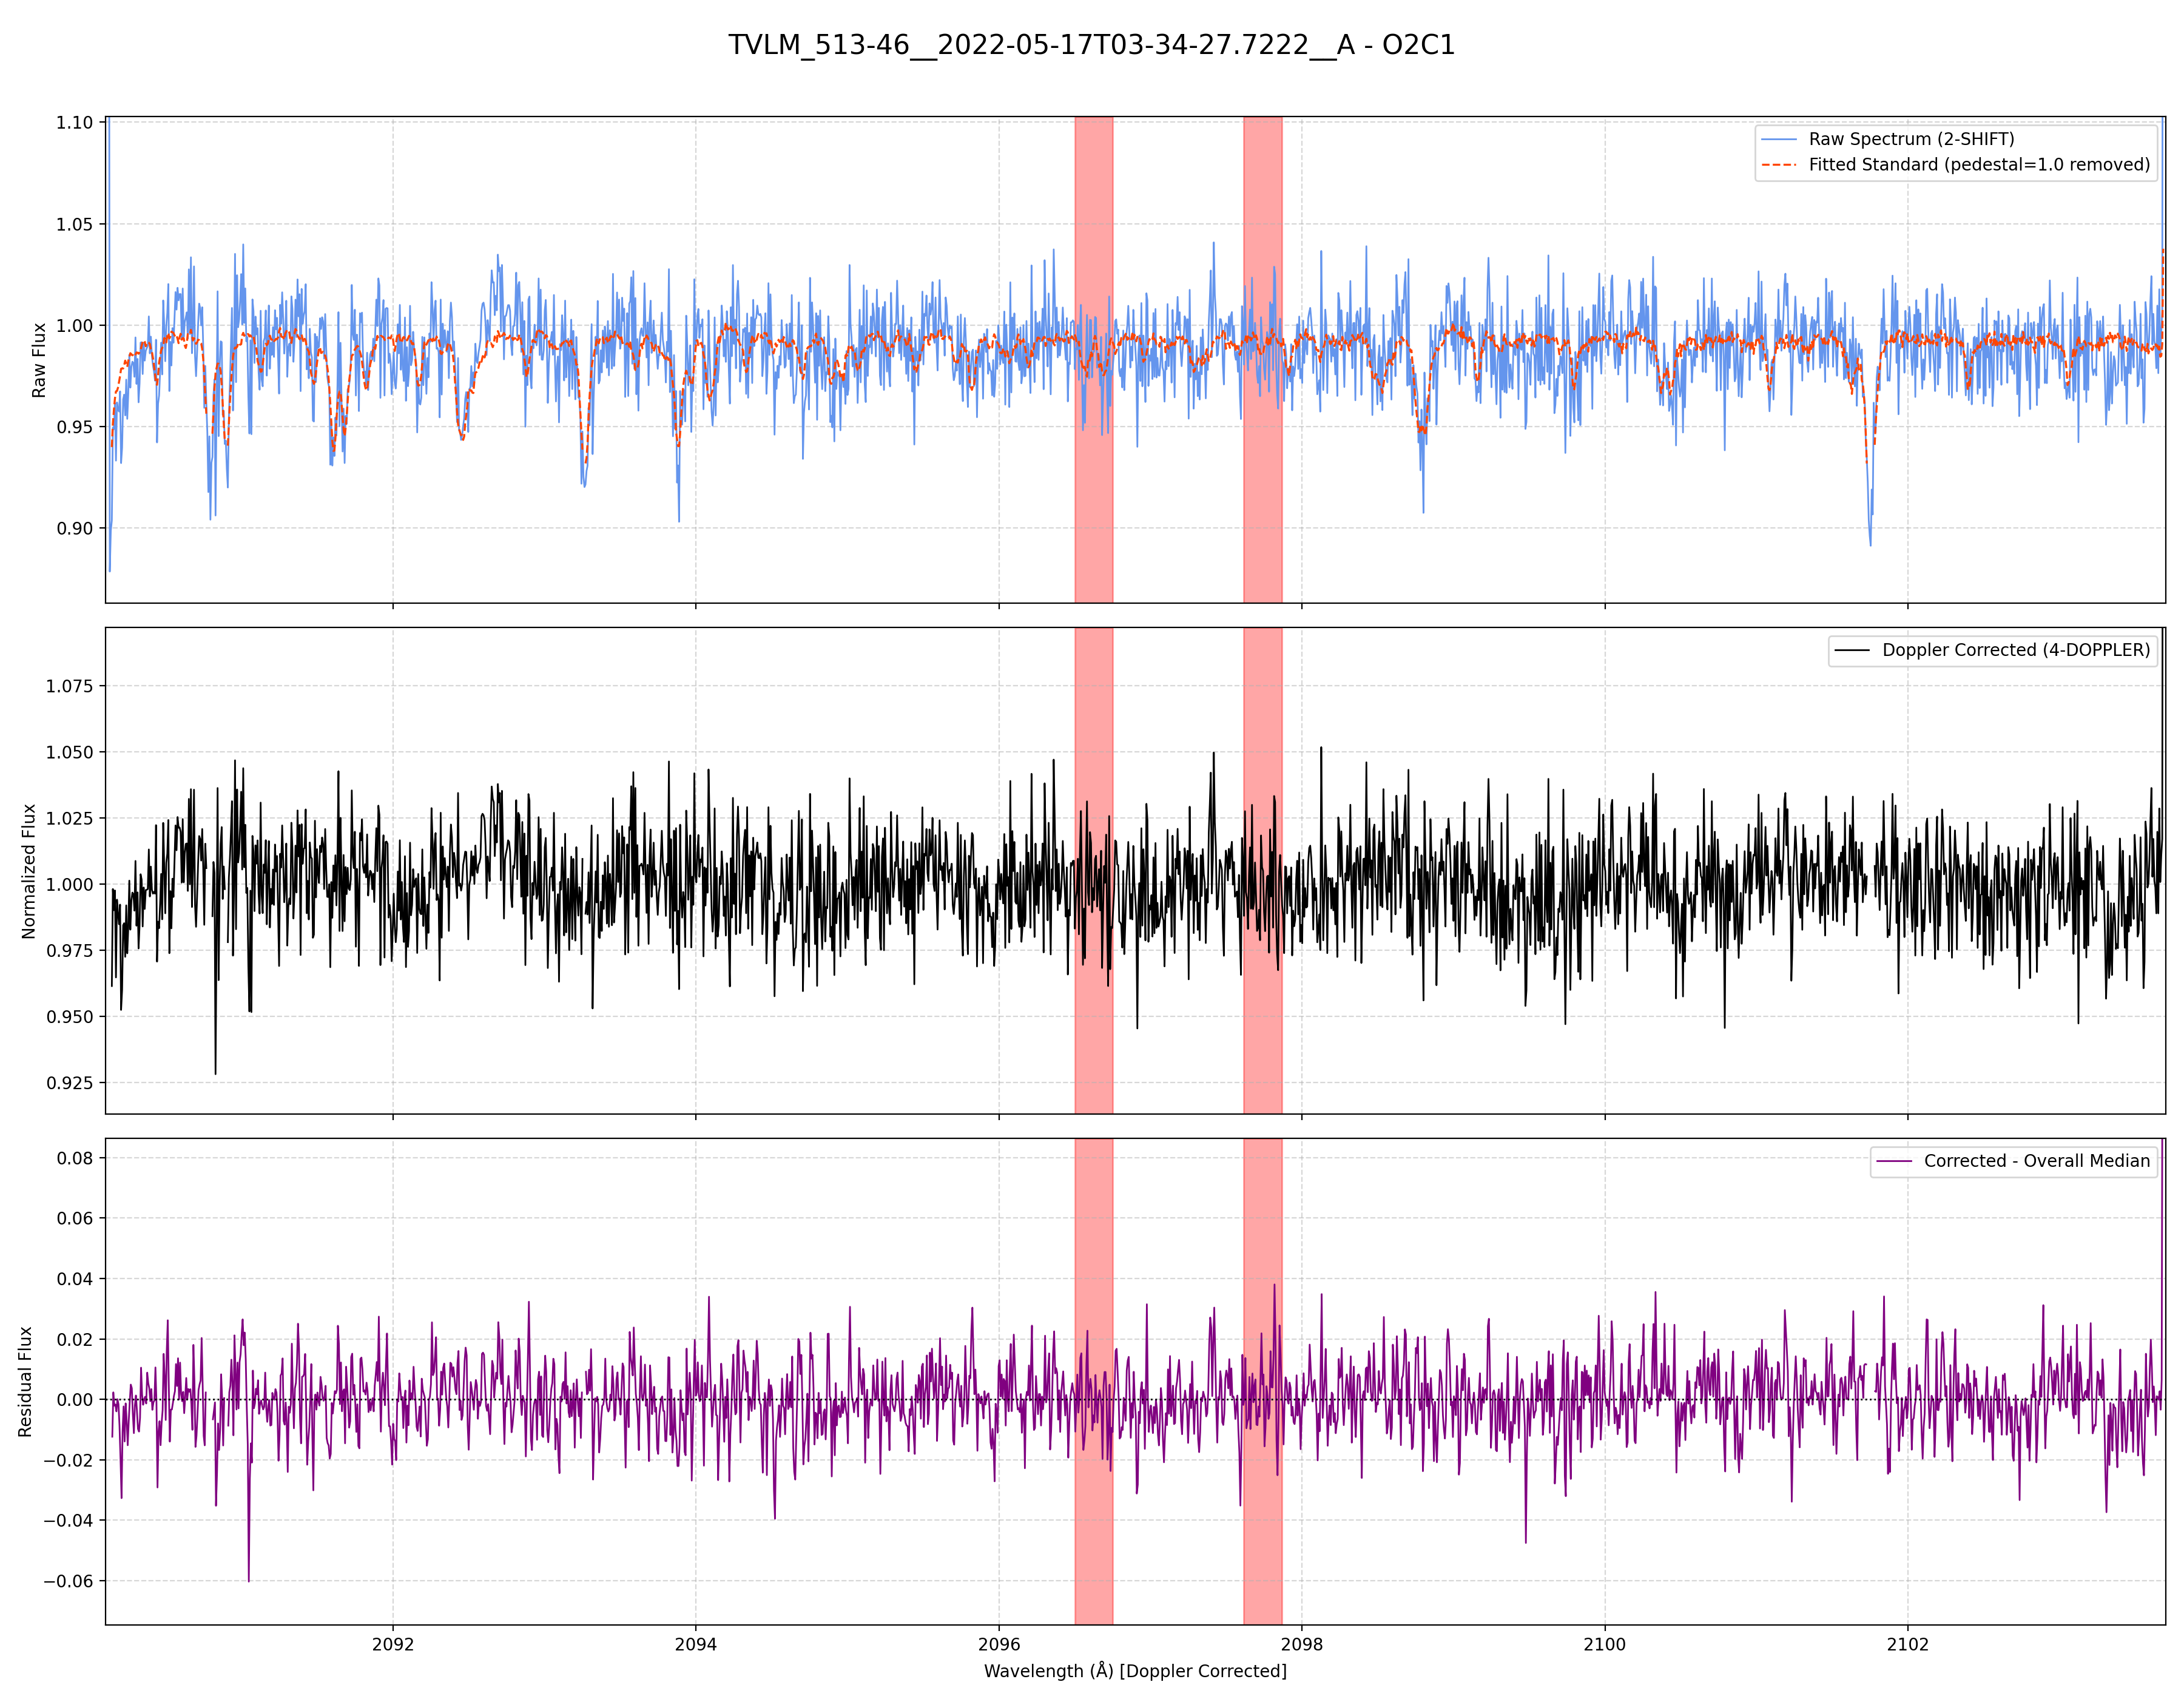 TVLM_513-46__2022-05-17T03-34-27.7222__A - O2C1
1.10
1.05
1.00
0.95
0.90
Raw Flux
Raw Spectrum (2-SHIFT)
Fitted Standard (pedestal=1.0 removed)
1.075
1.050
1.025
1.000
0.975
0.950
0.925
Normalized Flux
Doppler Corrected (4-DOPPLER)
0.08
0.06
0.04
0.02
0.00
−0.02
−0.04
−0.06
Residual Flux
Corrected - Overall Median
2092 2094 2096 2098 2100 2102
Wavelength (Å) [Doppler Corrected]